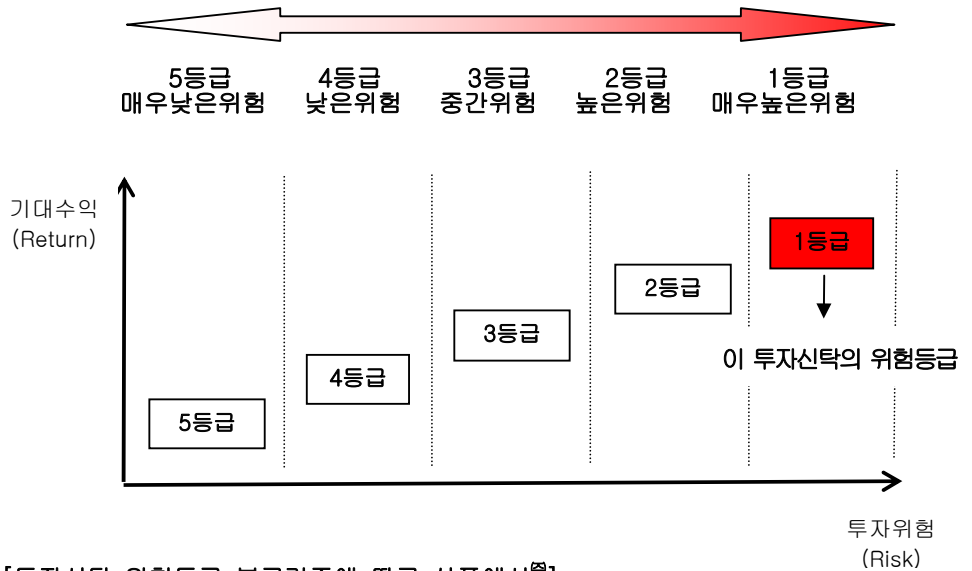 5등급 4등급 3등급 2등급 1등급
매우낮은위험 낮은위험 중간위험 높은위험 매우높은위험
기대수익
(Return)
1등급
2등급
3등급
이 투자신탁의 위험등급
4등급
5등급
투자위험
(Risk)